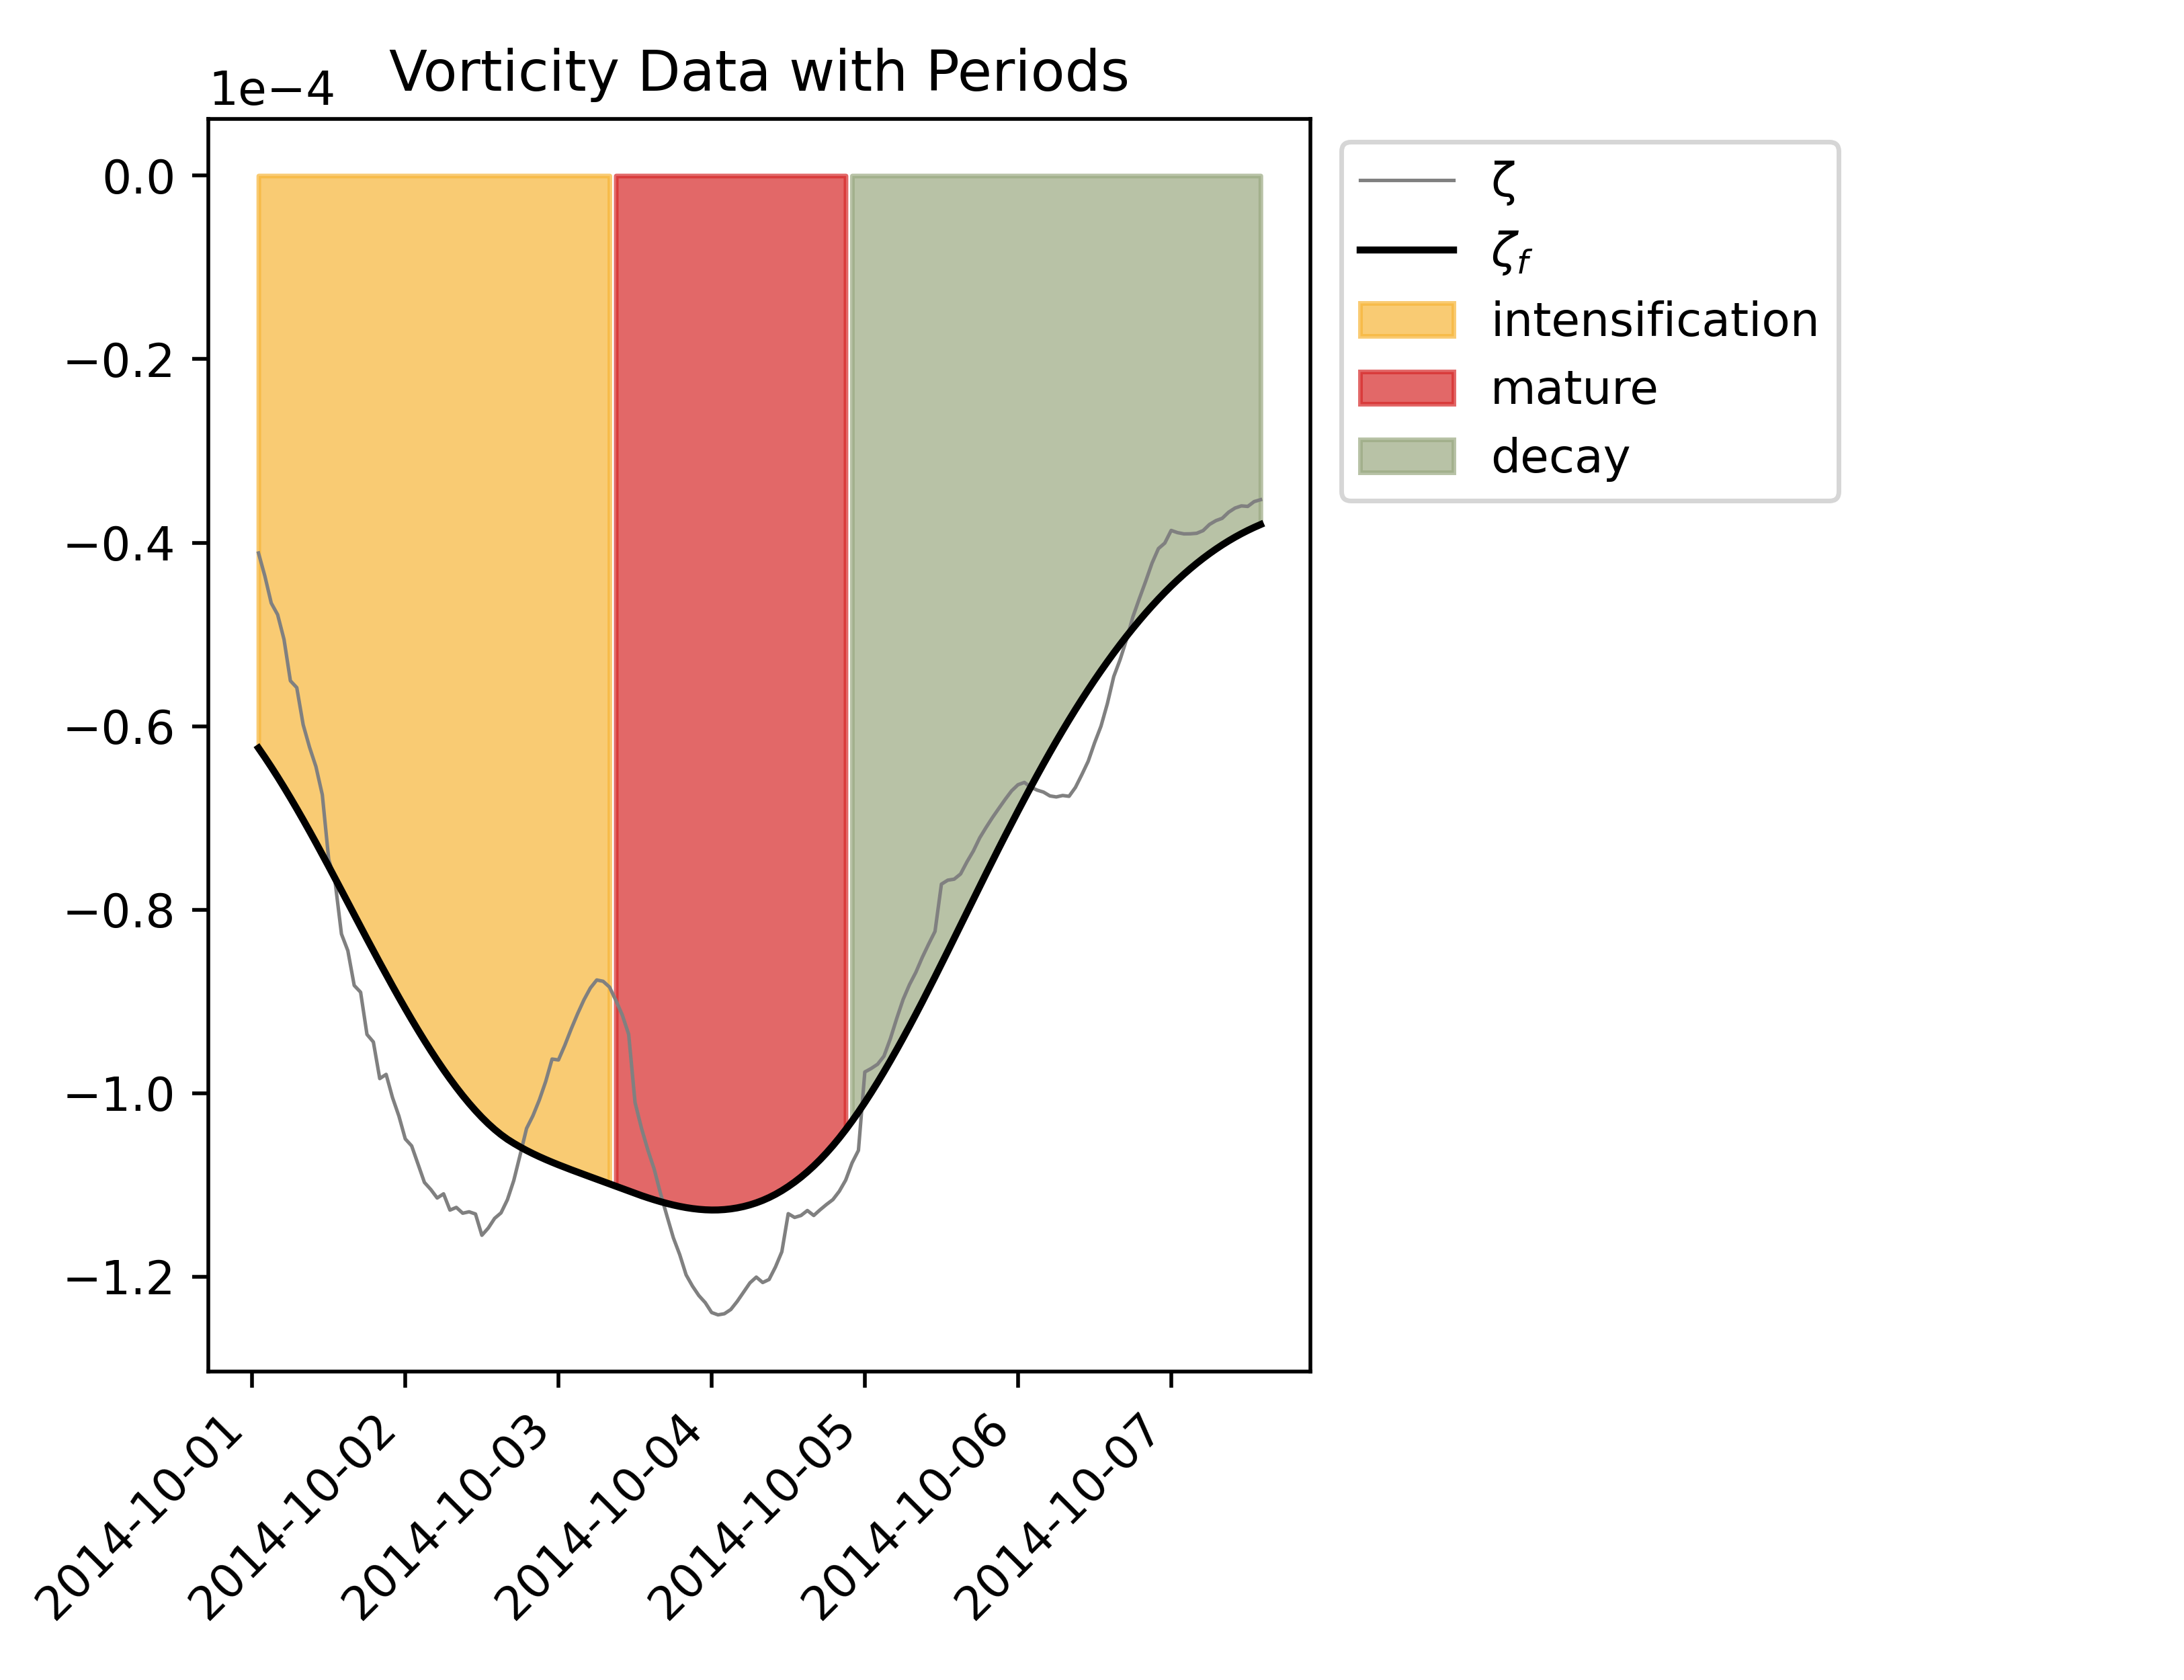 Vorticity Data with Periods
1e−4
0.0
−0.2
−0.4
−0.6
−0.8
−1.0
−1.2
2014-10-01
2014-10-02
2014-10-03
2014-10-04
2014-10-05
2014-10-06
2014-10-07
ζ
ζf
intensification
mature
decay